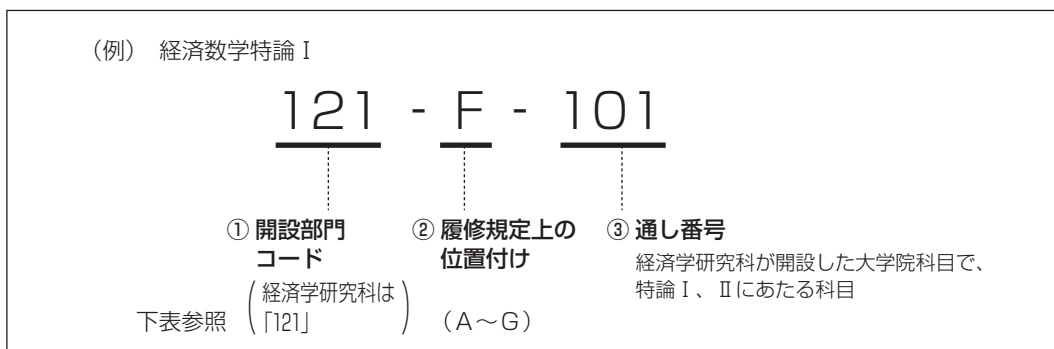 （例） 経済数学特論Ⅰ
121 - F - 101
① 開設部門
コード
（経済学研究科は
「121」）
下表参照
② 履修規定上の
位置付け
（A～G）
③ 通し番号
経済学研究科が開設した大学院科目で、
特論Ⅰ、Ⅱにあたる科目